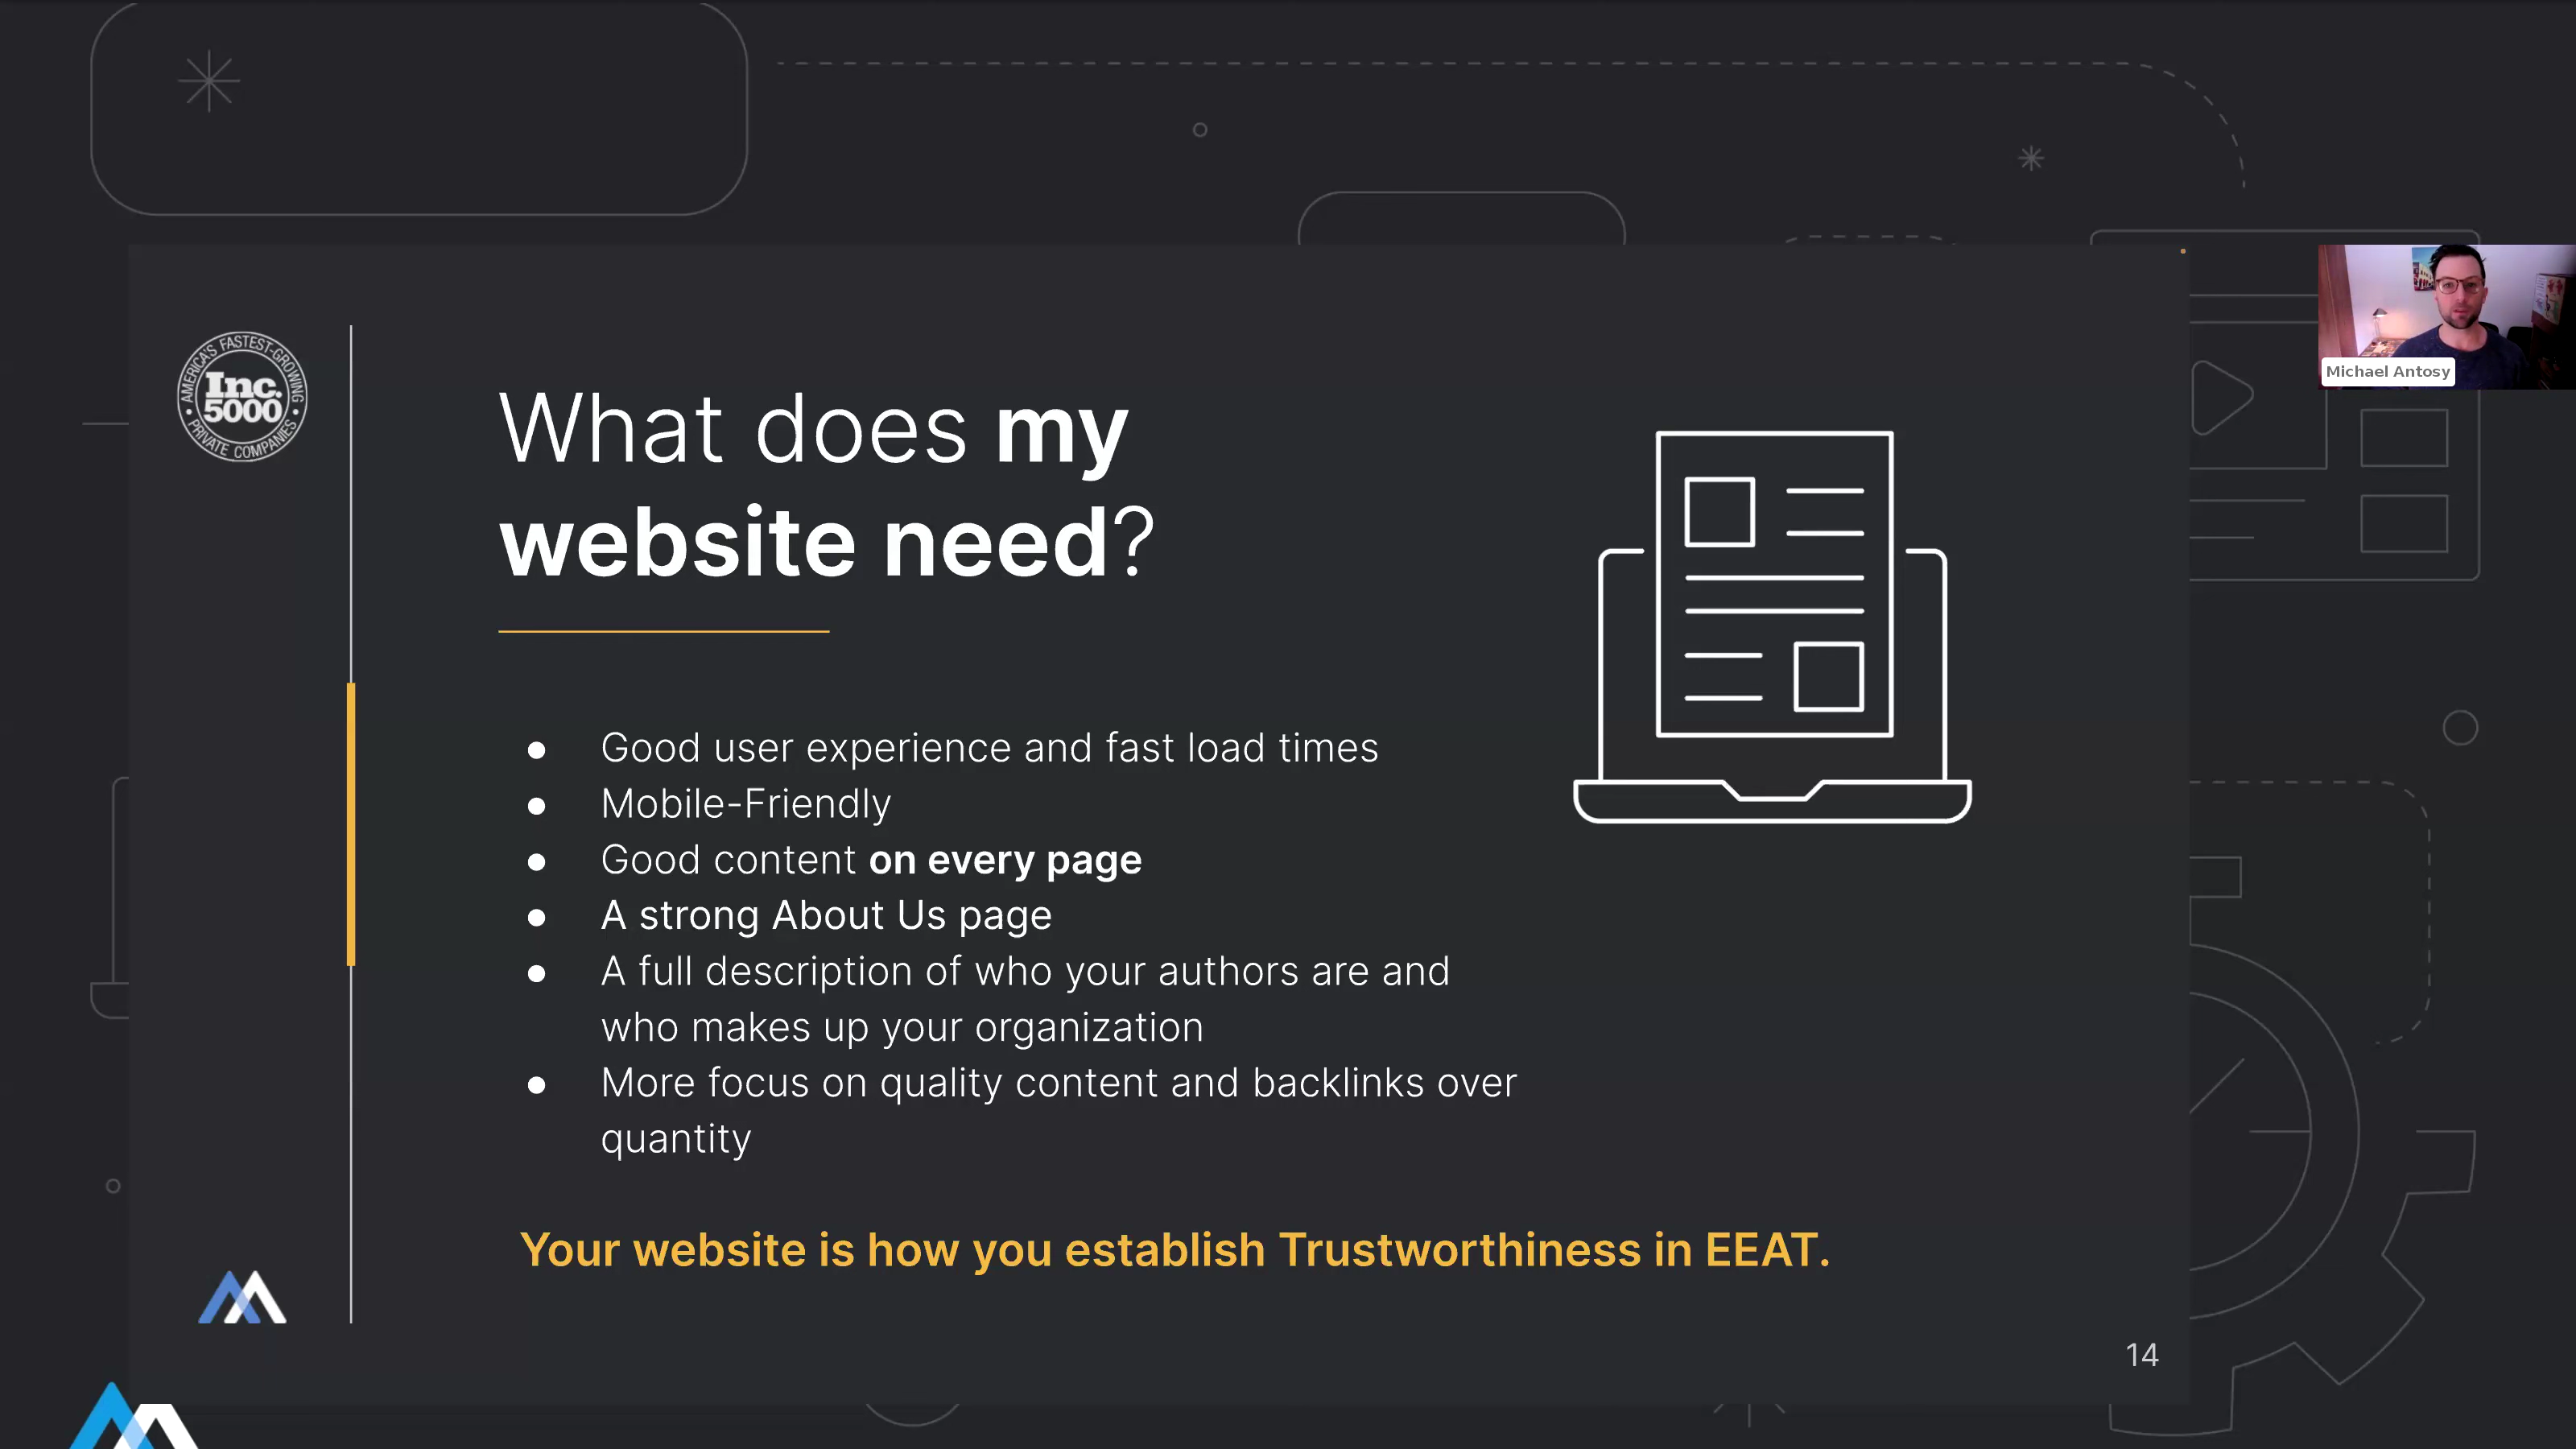 AMERICA'S FASTEST-GROWING
Inc.
5000
PRIVATE COMPANIES
What does my
website need?
● Good user experience and fast load times
● Mobile-Friendly
● Good content on every page
● A strong About Us page
● A full description of who your authors are and
who makes up your organization
● More focus on quality content and backlinks over
quantity
Your website is how you establish Trustworthiness in EEAT.
14
Michael Antosy